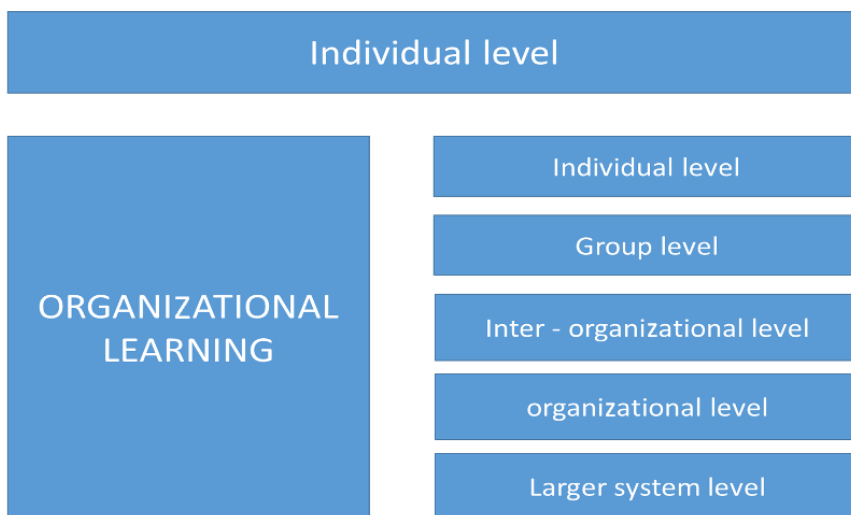 Individual level
ORGANIZATIONAL
LEARNING
Individual level
Group level
Inter - organizational level
organizational level
Larger system level